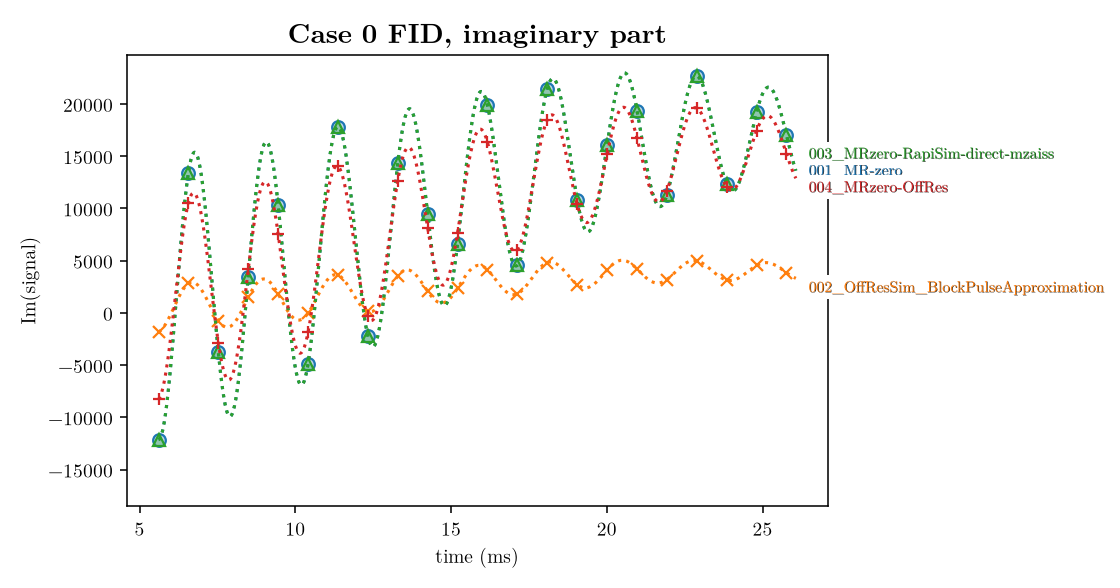 Case 0 FID, imaginary part
Im(signal)
20000
15000
10000
5000
0
−5000
−10000
−15000
5
10
15
20
25
time (ms)
003_MRzero-RapiSim-direct-mzaiss
001_MR-zero
004_MRzero-OffRes
002_OffResSim_BlockPulseApproximation